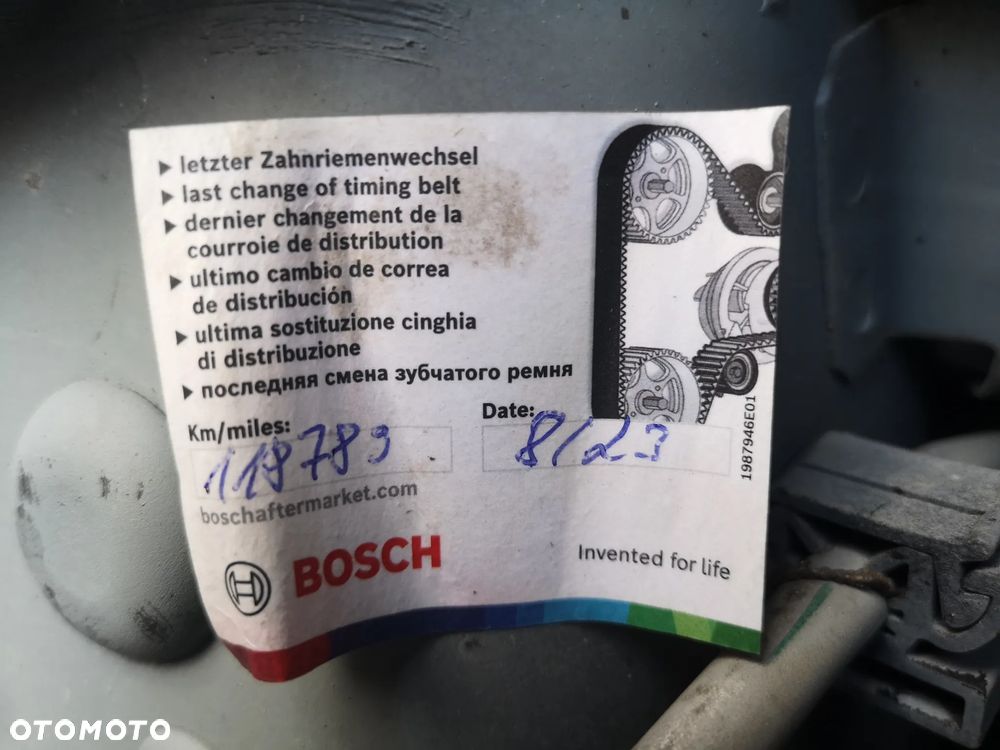 ▸ letzter Zahnriemenwechsel
▸ last change of timing belt
▸ dernier changement de la
courroie de distribution
▸ ultimo cambio de correa
de distribución
▸ ultima sostituzione cinghia
di distribuzione
▸ последняя смена зубчатого ремня
Km/miles: Date:
119789 8/23
boschaftermarket.com
1987946E01
BOSCH
Invented for life
OTOMOTO